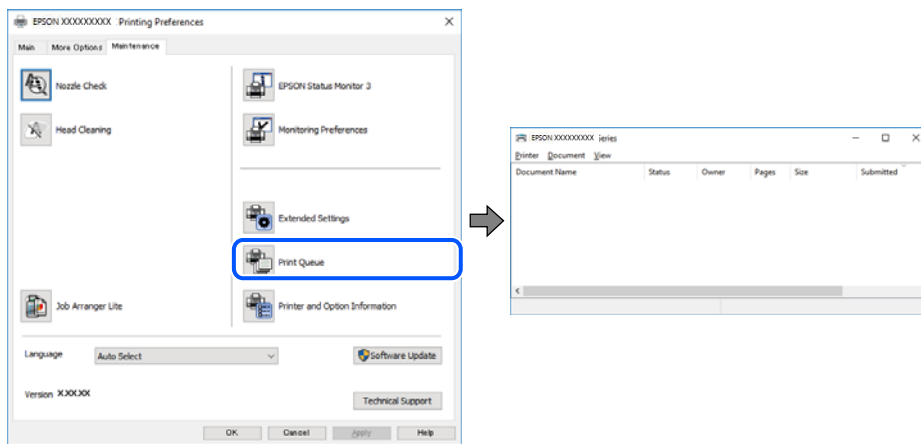 EPSON XXXXXXXXX Printing Preferences
Main More Options Maintenance
Nozzle Check
EPSON Status Monitor 3
Head Cleaning
Monitoring Preferences
Extended Settings
Print Queue
Job Arranger Lite
Printer and Option Information
Language Auto Select Software Update
Version X.XX.XX
Technical Support
OK Cancel Apply Help
EPSON XXXXXXXXX ieries
Printer Document View
Document Name Status Owner Pages Size Submitted